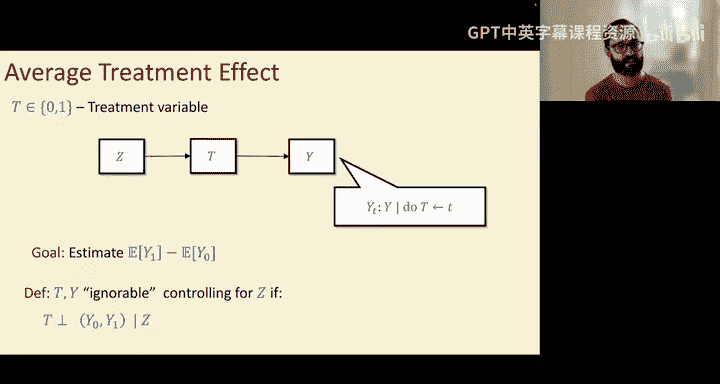 GPT中英字幕课程资源
Average Treatment Effect
T ∈ {0,1} – Treatment variable
Z
T
Y
Y_t: Y | do T ← t
Goal: Estimate 𝔼[Y_1] − 𝔼[Y_0]
Def: T, Y “ignorable” controlling for Z if:
T ⊥ (Y_0, Y_1) | Z